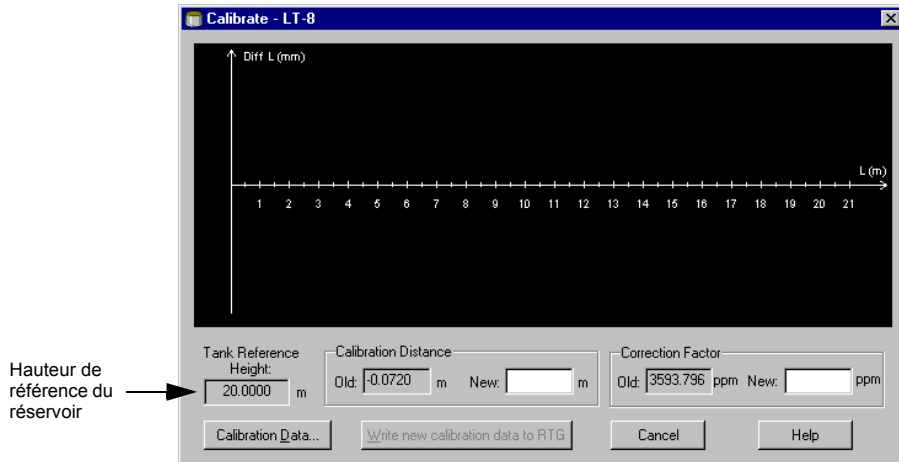 Calibrate - LT-8
Diff L (mm)
L (m)
1 2 3 4 5 6 7 8 9 10 11 12 13 14 15 16 17 18 19 20 21
Hauteur de
référence du
réservoir
Tank Reference
Height:
20.0000 m
Calibration Distance
Old: -0.0720 m New: m
Correction Factor
Old: 3593.796 ppm New: ppm
Calibration Data... Write new calibration data to RTG Cancel Help